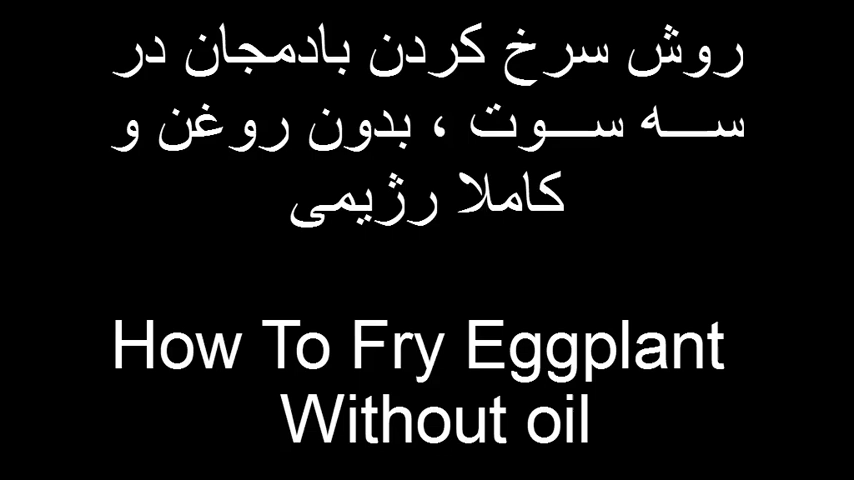 روش سرخ کردن بادمجان در
ســـه ســـوت ، بدون روغن و
کاملا رژیمی
How To Fry Eggplant
Without oil